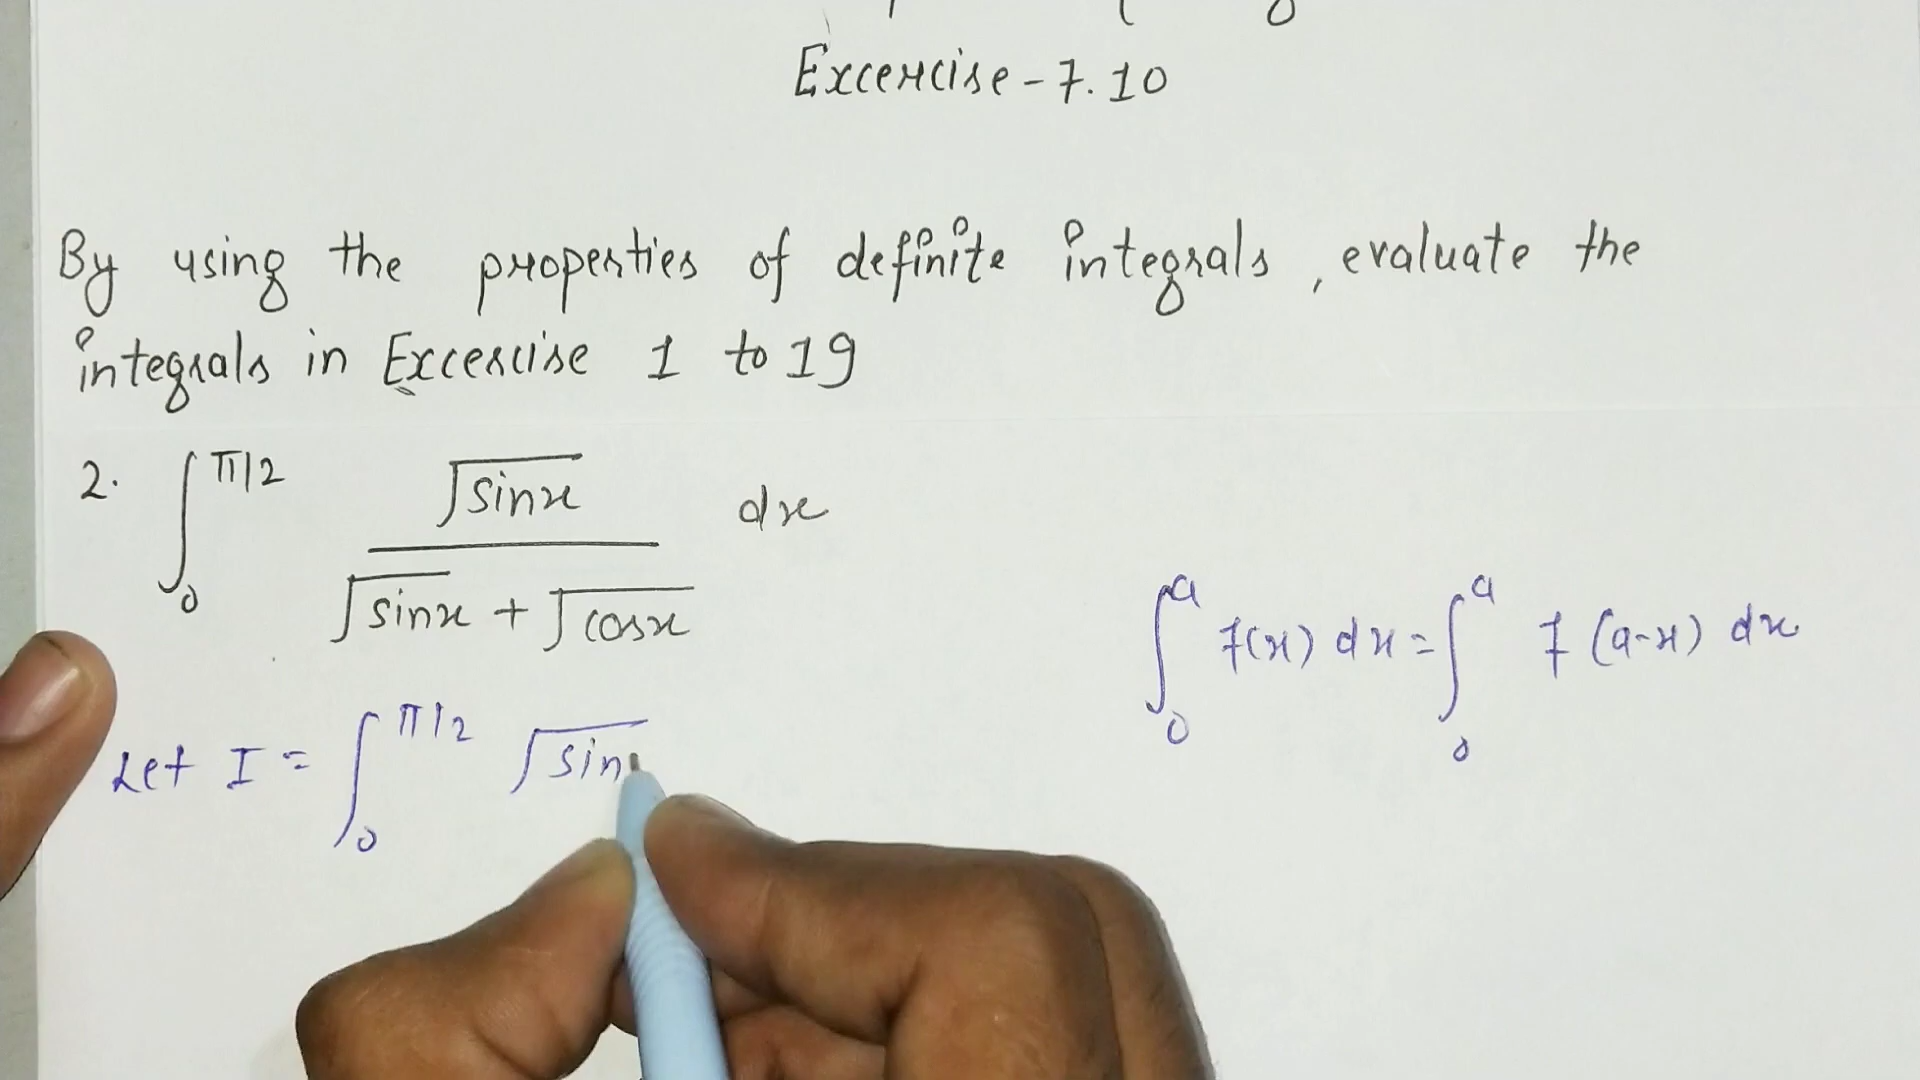 Excercise - 7.10
By using the properties of definite integrals, evaluate the
integrals in Excercise 1 to 19
2. ∫₀^{π/2} √sinx / (√sinx + √cosx) dx
∫₀^a f(x) dx = ∫₀^a f(a-x) dx
Let I = ∫₀^{π/2} √sin